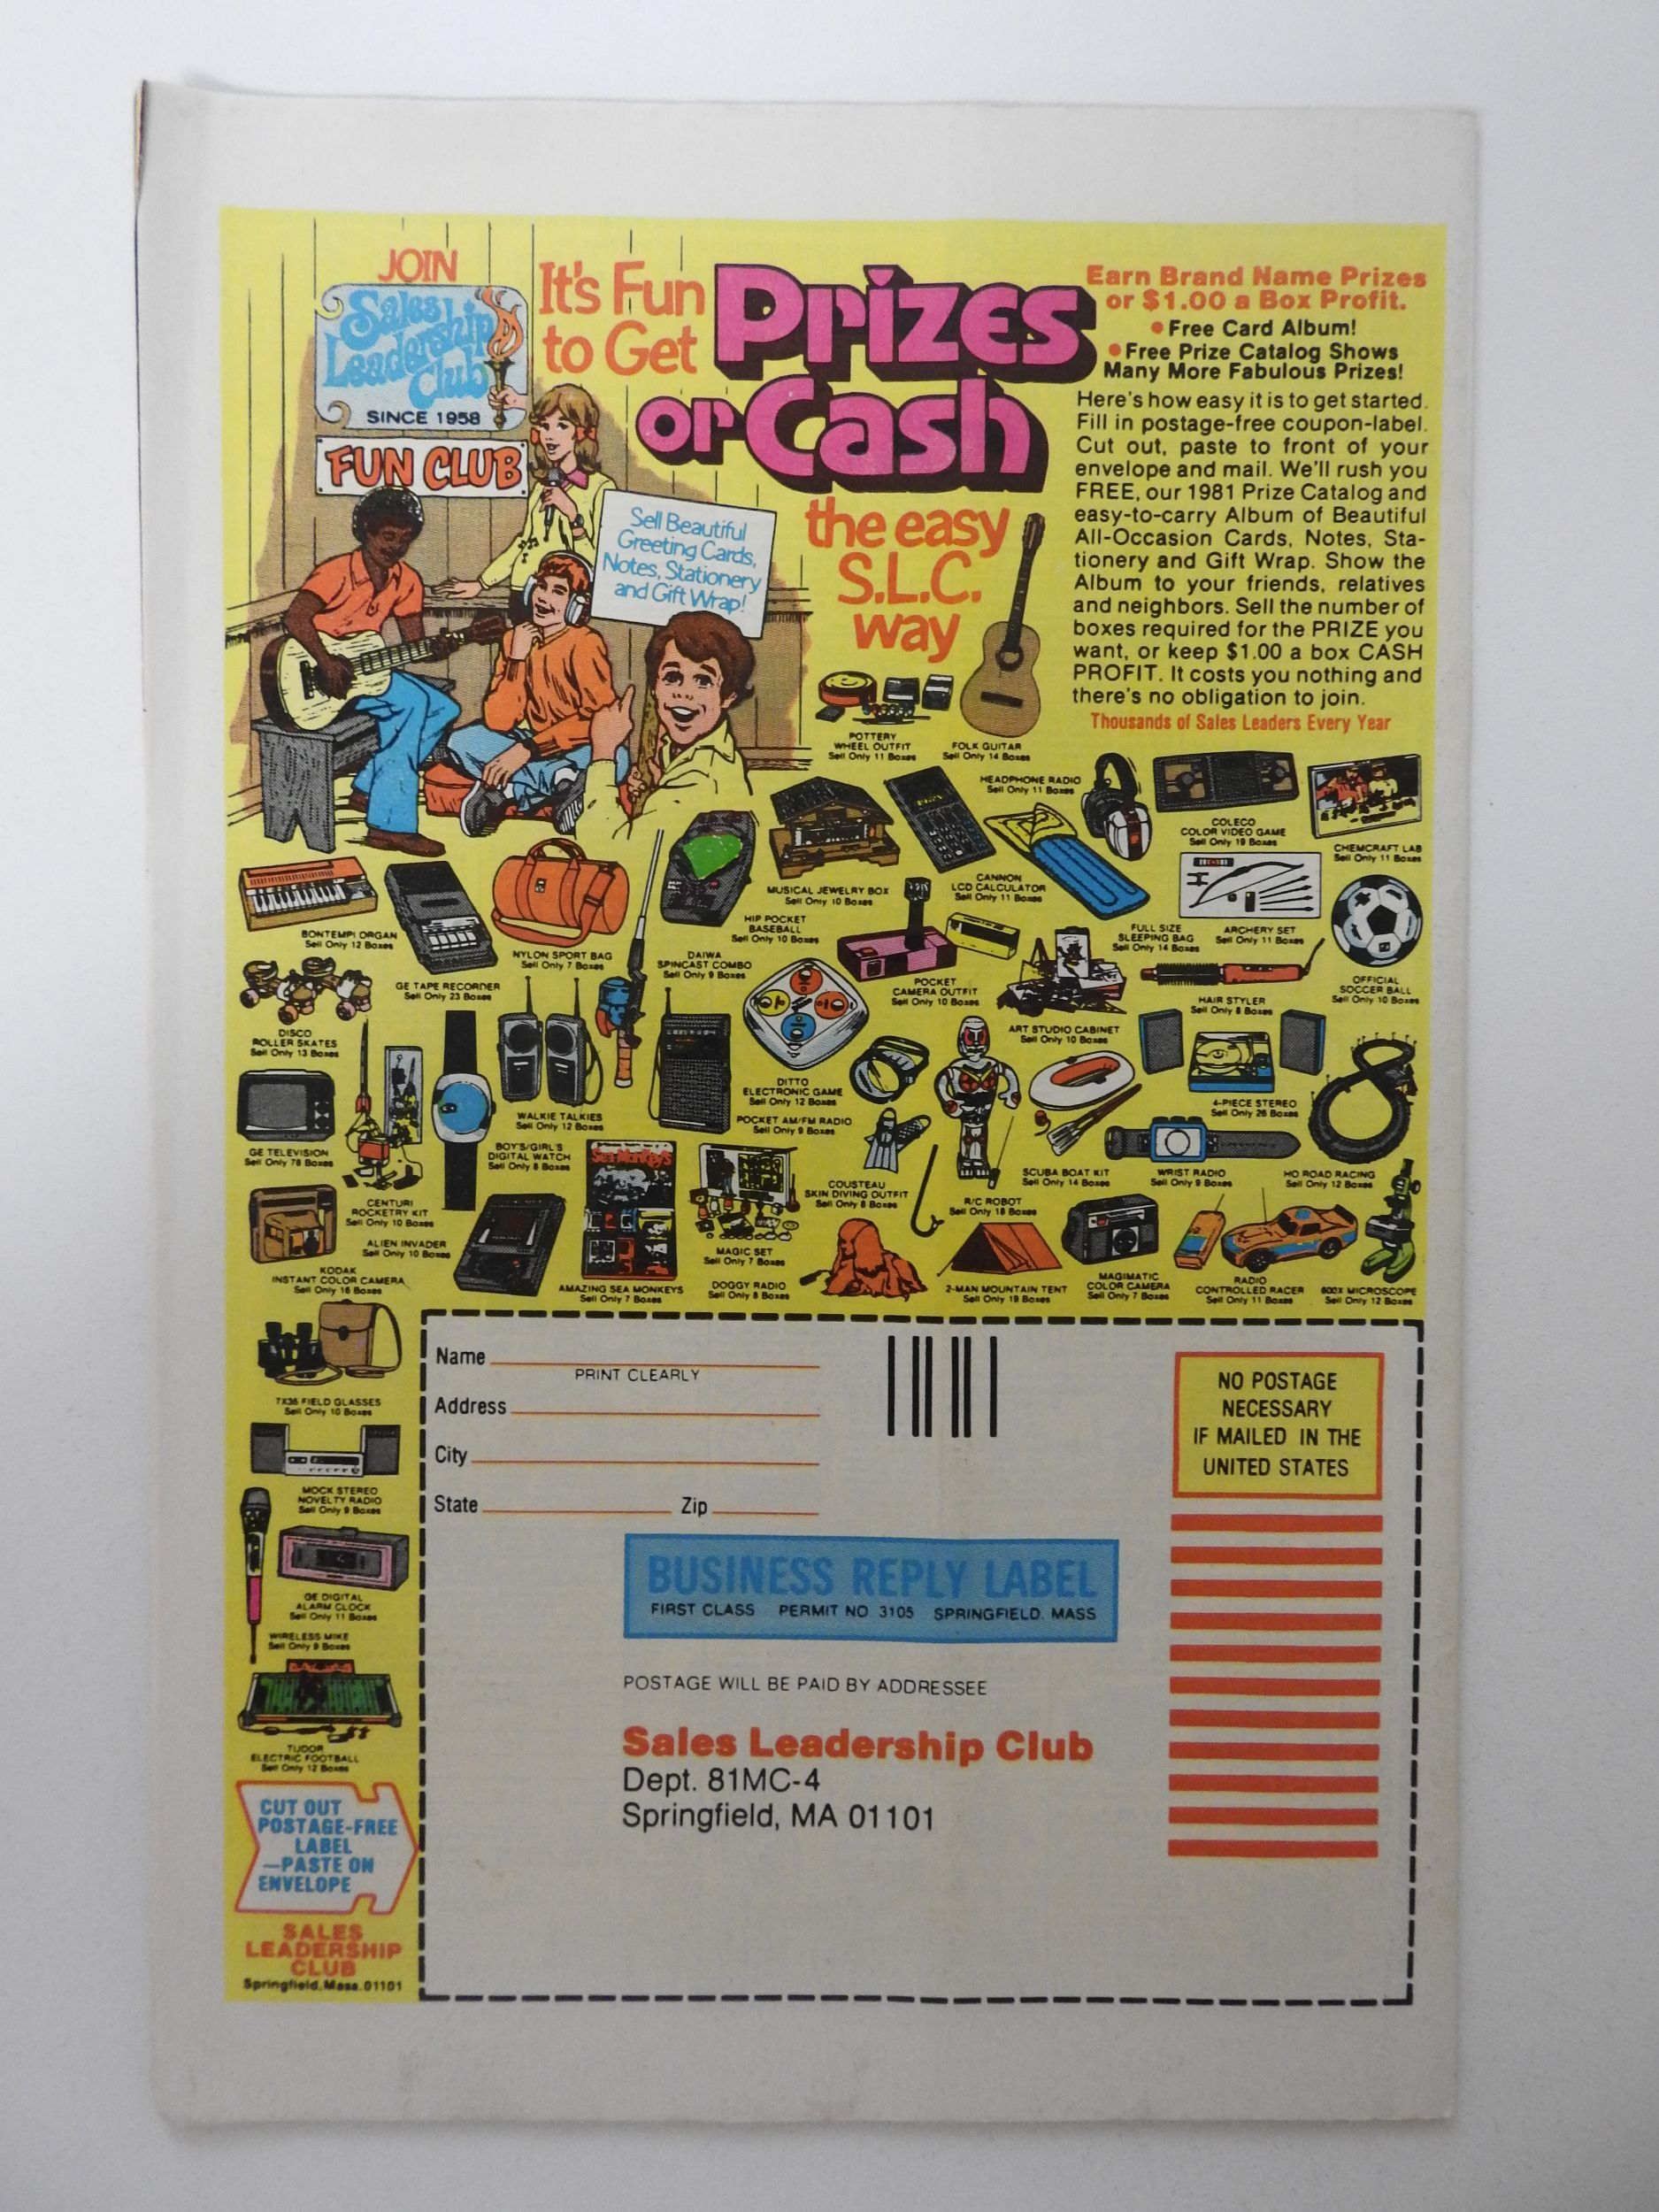 JOIN
Sales
Leadership
Club
SINCE 1958
FUN CLUB
It's Fun
to Get
Prizes
or Cash
the easy
S.L.C.
way
Sell Beautiful
Greeting Cards,
Notes, Stationery
and Gift Wrap!
Earn Brand Name Prizes
or $1.00 a Box Profit.
• Free Card Album!
• Free Prize Catalog Shows
Many More Fabulous Prizes!
Here's how easy it is to get started.
Fill in postage-free coupon-label.
Cut out, paste to front of your
envelope and mail. We'll rush you
FREE, our 1981 Prize Catalog and
easy-to-carry Album of Beautiful
All-Occasion Cards, Notes, Sta-
tionery and Gift Wrap. Show the
Album to your friends, relatives
and neighbors. Sell the number of
boxes required for the PRIZE you
want, or keep $1.00 a box CASH
PROFIT. It costs you nothing and
there's no obligation to join.
Thousands of Sales Leaders Every Year
POTTERY
WHEEL OUTFIT
Sell Only 11 Boxes
FOLK GUITAR
Sell Only 14 Boxes
HEADPHONE RADIO
Sell Only 11 Boxes
COLECO
COLOR VIDEO GAME
Sell Only 19 Boxes
CHEMCRAFT LAB
Sell Only 11 Boxes
MUSICAL JEWELRY BOX
Sell Only 10 Boxes
CANNON
LCD CALCULATOR
Sell Only 11 Boxes
HIP POCKET
BASEBALL
Sell Only 10 Boxes
FULL SIZE
SLEEPING BAG
Sell Only 14 Boxes
ARCHERY SET
Sell Only 11 Boxes
BONTEMPI ORGAN
Sell Only 12 Boxes
NYLON SPORT BAG
Sell Only 7 Boxes
DAIWA
SPINCAST COMBO
Sell Only 9 Boxes
POCKET
CAMERA OUTFIT
Sell Only 10 Boxes
OFFICIAL
SOCCER BALL
Sell Only 10 Boxes
GE TAPE RECORDER
Sell Only 23 Boxes
HAIR STYLER
Sell Only 8 Boxes
DISCO
ROLLER SKATES
Sell Only 13 Boxes
ART STUDIO CABINET
Sell Only 10 Boxes
DITTO
ELECTRONIC GAME
Sell Only 12 Boxes
4-PIECE STEREO
Sell Only 26 Boxes
WALKIE TALKIES
Sell Only 12 Boxes
POCKET AM/FM RADIO
Sell Only 9 Boxes
GE TELEVISION
Sell Only 78 Boxes
BOY'S/GIRL'S
DIGITAL WATCH
Sell Only 8 Boxes
Sea-Monkeys
COUSTEAU
SKIN DIVING OUTFIT
Sell Only 8 Boxes
SCUBA BOAT KIT
Sell Only 14 Boxes
WRIST RADIO
Sell Only 9 Boxes
HO ROAD RACING
Sell Only 12 Boxes
CENTURI
ROCKETRY KIT
Sell Only 10 Boxes
R/C ROBOT
Sell Only 18 Boxes
ALIEN INVADER
Sell Only 10 Boxes
MAGIC SET
Sell Only 7 Boxes
KODAK
INSTANT COLOR CAMERA
Sell Only 16 Boxes
AMAZING SEA MONKEYS
Sell Only 7 Boxes
DOGGY RADIO
Sell Only 8 Boxes
2-MAN MOUNTAIN TENT
Sell Only 19 Boxes
MAGIMATIC
COLOR CAMERA
Sell Only 7 Boxes
RADIO
CONTROLLED RACER
Sell Only 11 Boxes
600X MICROSCOPE
Sell Only 12 Boxes
7X35 FIELD GLASSES
Sell Only 10 Boxes
MOCK STEREO
NOVELTY RADIO
Sell Only 9 Boxes
GE DIGITAL
ALARM CLOCK
Sell Only 11 Boxes
WIRELESS MIKE
Sell Only 9 Boxes
TUDOR
ELECTRIC FOOTBALL
Sell Only 12 Boxes
CUT OUT
POSTAGE-FREE
LABEL
—PASTE ON
ENVELOPE
SALES
LEADERSHIP
CLUB
Springfield, Mass. 01101
Name
PRINT CLEARLY
Address
City
State Zip
NO POSTAGE
NECESSARY
IF MAILED IN THE
UNITED STATES
BUSINESS REPLY LABEL
FIRST CLASS PERMIT NO. 3105 SPRINGFIELD, MASS
POSTAGE WILL BE PAID BY ADDRESSEE
Sales Leadership Club
Dept. 81MC-4
Springfield, MA 01101